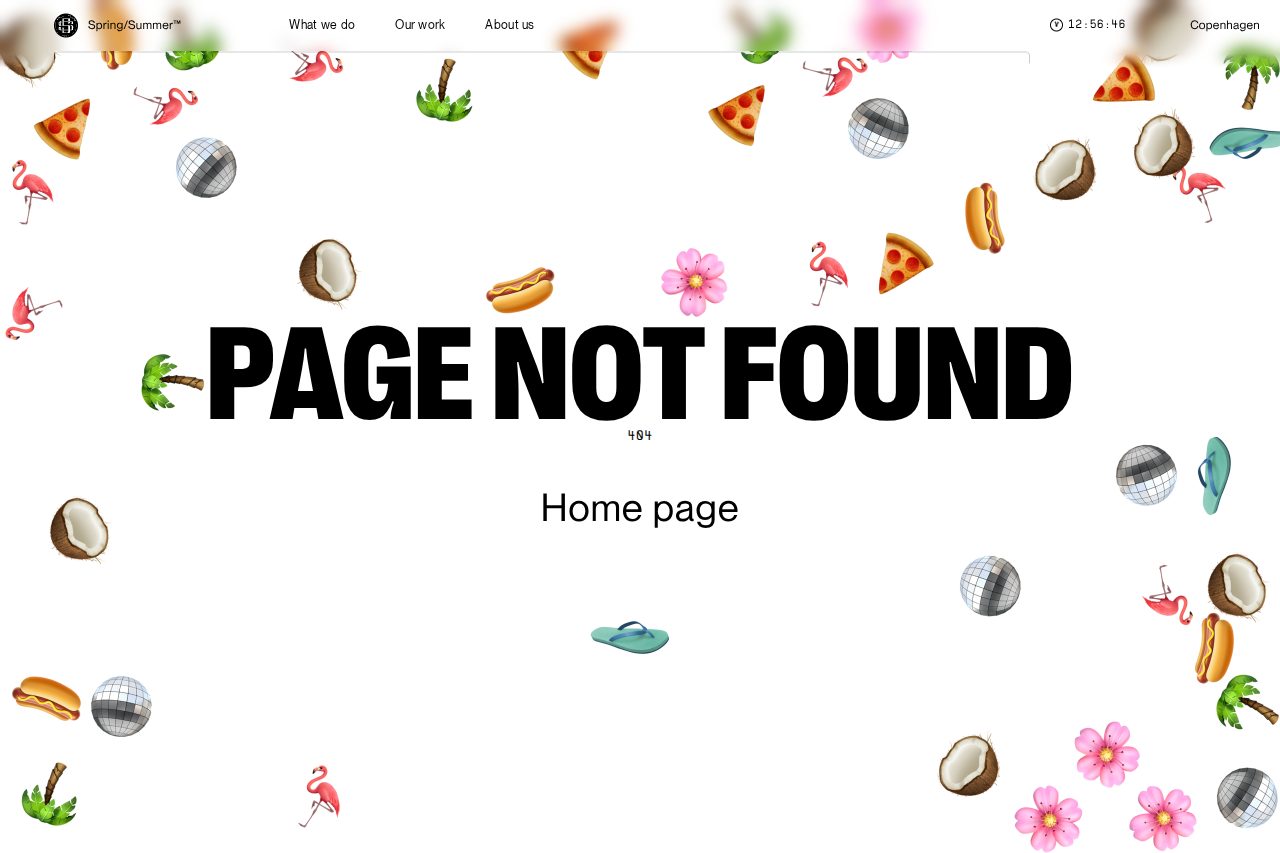 Spring/Summer™
What we do
Our work
About us
12:56:46
Copenhagen
PAGE NOT FOUND
404
Home page